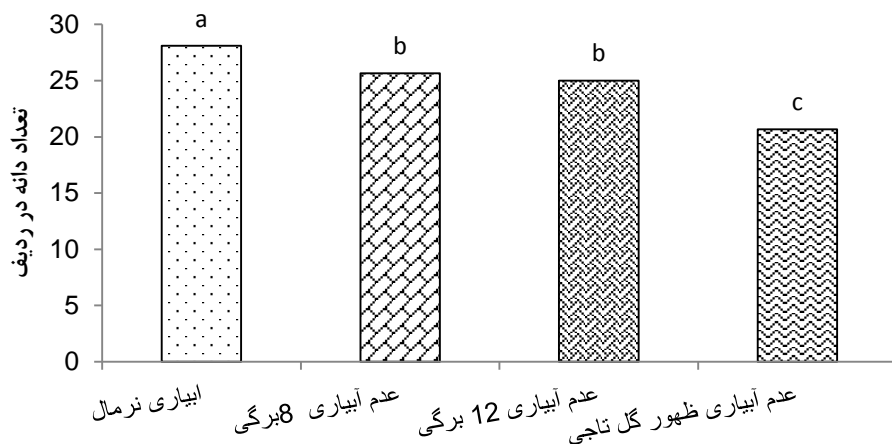 تعداد دانه در ردیف
30
25
20
15
10
5
0
a
b
b
c
ابیاری نرمال
عدم آبیاری 8برگی
عدم آبیاری 12 برگی
عدم آبیاری ظهور گل تاجی